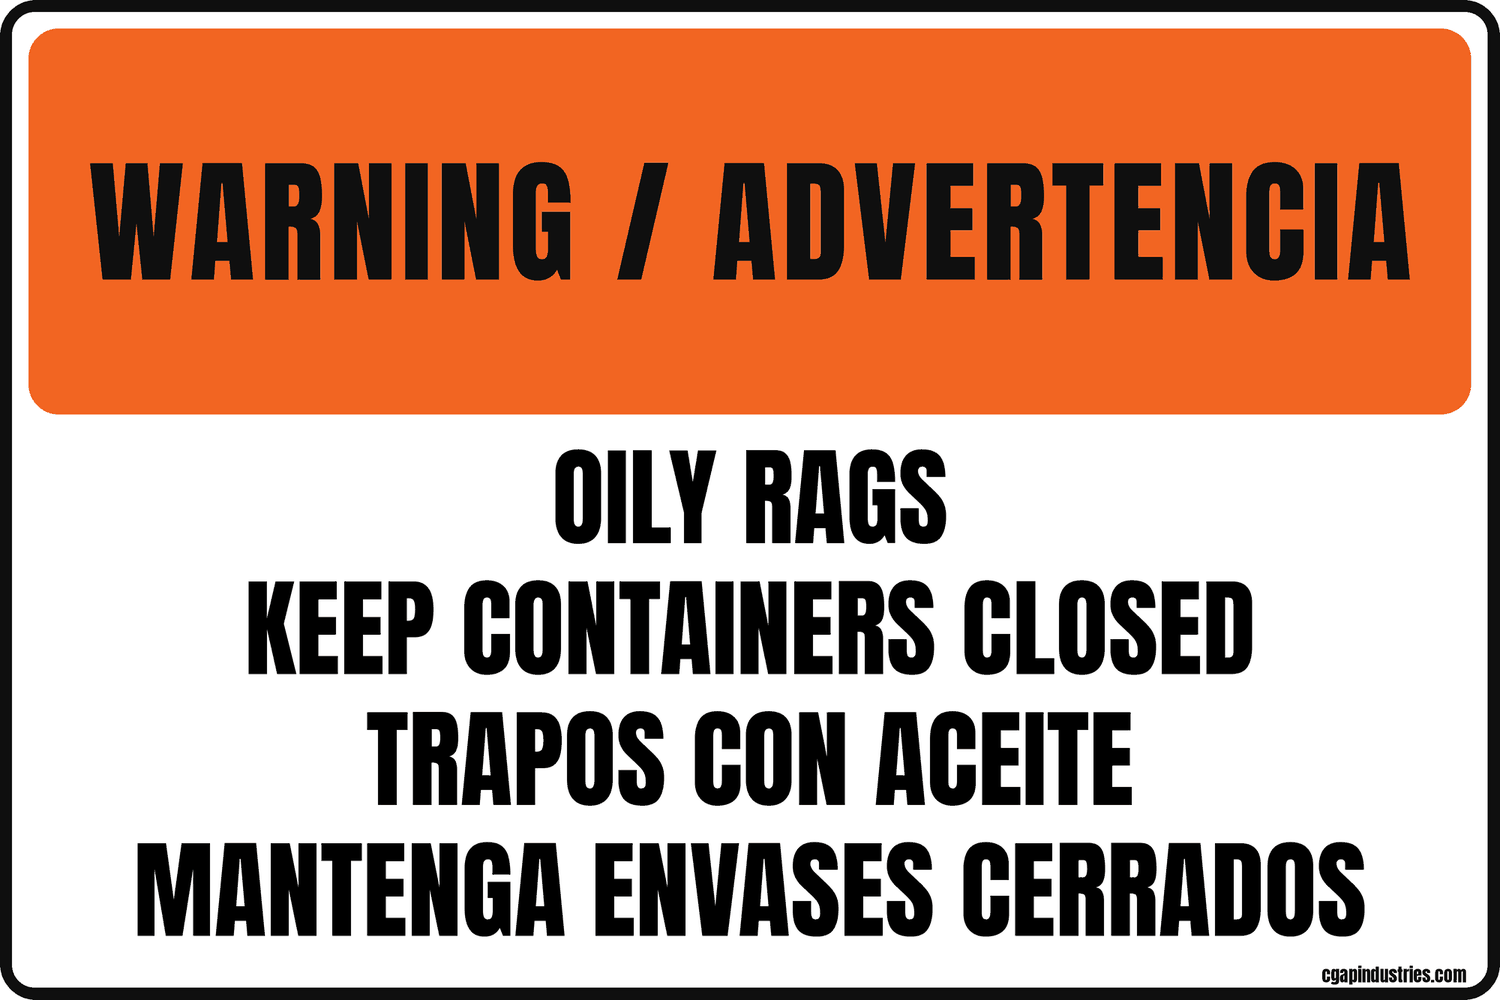 WARNING / ADVERTENCIA
OILY RAGS
KEEP CONTAINERS CLOSED
TRAPOS CON ACEITE
MANTENGA ENVASES CERRADOS
cgapindustries.com